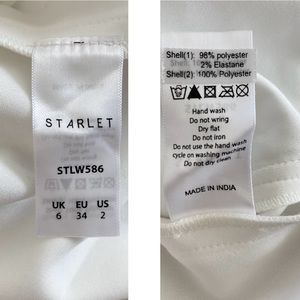 STARLET
STLW586
UK EU US
6 34 2
Shell(1): 98% polyester
2% Elastane
Shell(2): 100% Polyester
Hand wash
Do not wring
Dry flat
Do not iron
Do not use the hand wash
cycle on washing machine
Do not dry clean
MADE IN INDIA